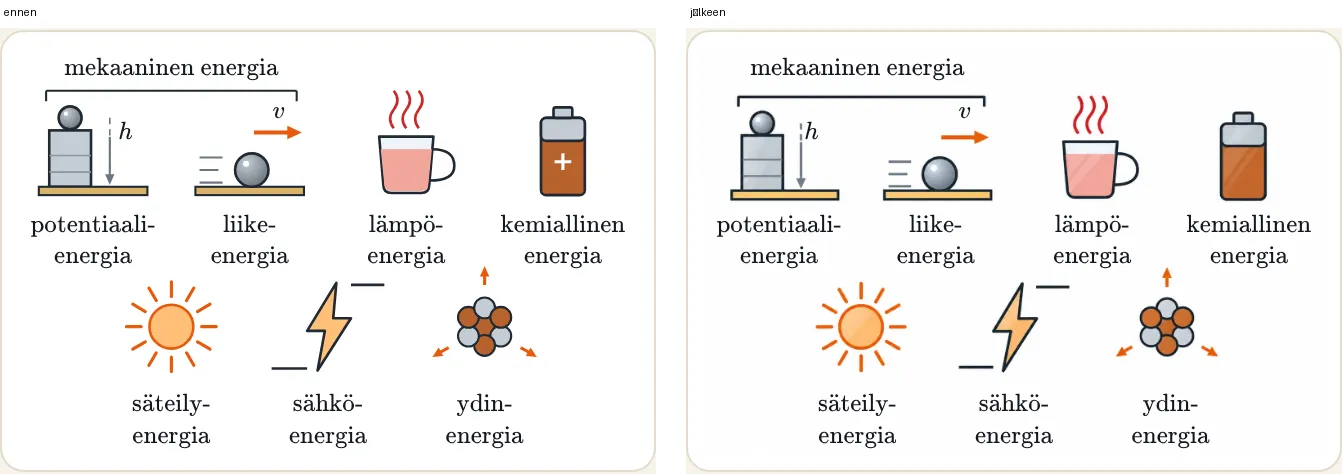 ennen
mekaaninen energia
h
v
+
potentiaali-
energia
liike-
energia
lämpö-
energia
kemiallinen
energia
säteily-
energia
sähkö-
energia
ydin-
energia
j□lkeen
mekaaninen energia
h
v
potentiaali-
energia
liike-
energia
lämpö-
energia
kemiallinen
energia
säteily-
energia
sähkö-
energia
ydin-
energia